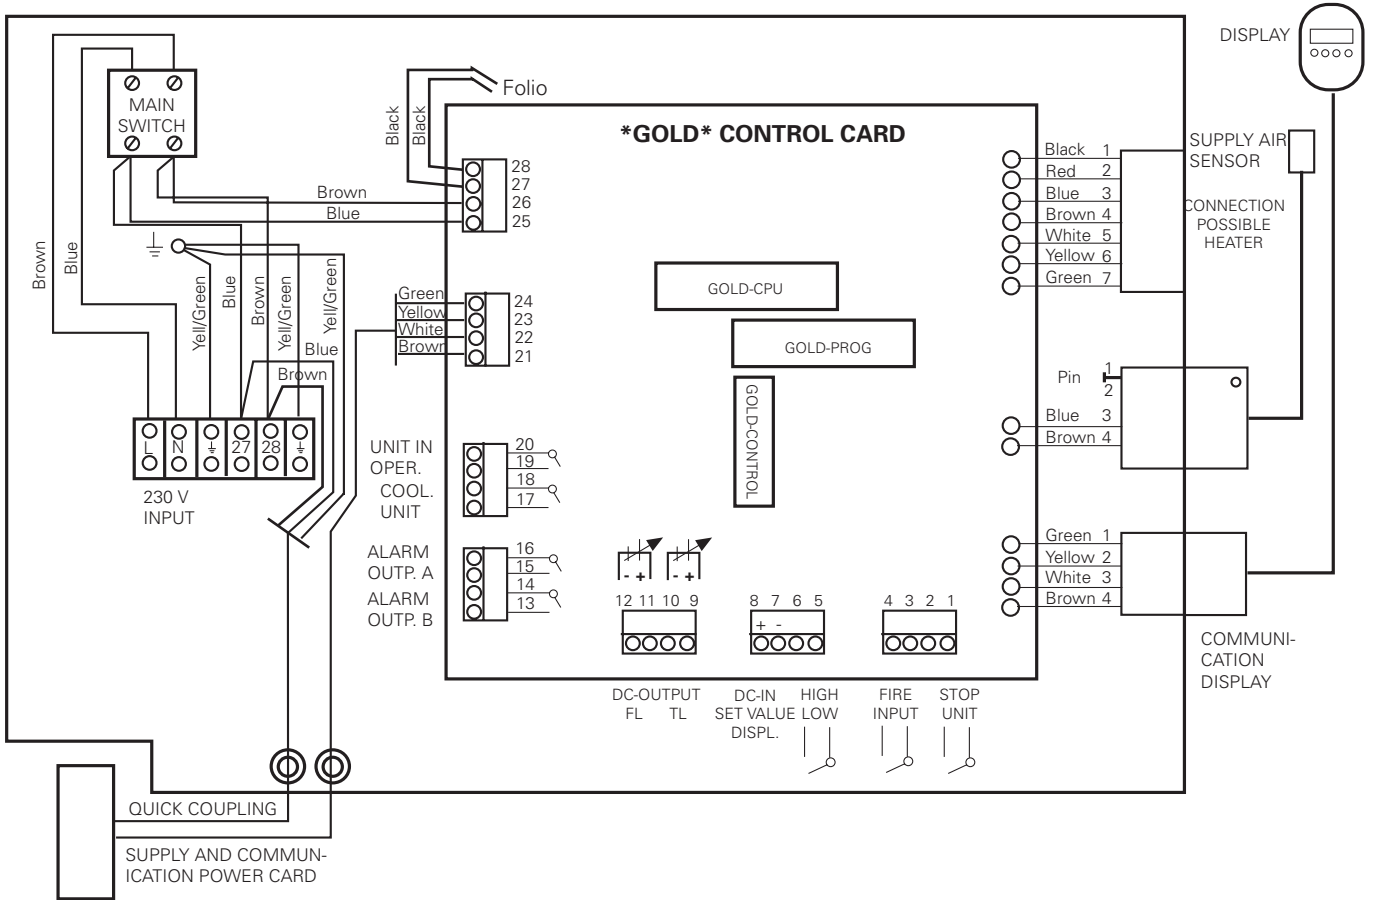 DISPLAY
MAIN
SWITCH
Folio
Black
Black
*GOLD* CONTROL CARD
28
27
26
25
Brown
Blue
Brown
Blue
Yell/Green
Blue
Brown
Yell/Green
Yell/Green
Blue
Brown
L
N
27
28
230 V
INPUT
Green
Yellow
White
Brown
24
23
22
21
GOLD-CPU
GOLD-PROG
GOLD-CONTROL
UNIT IN
OPER.
COOL.
UNIT
20
19
18
17
ALARM
OUTP. A
ALARM
OUTP. B
16
15
14
13
- +
- +
12 11 10 9
8 7 6 5
+ -
4 3 2 1
DC-OUTPUT
FL TL
DC-IN
SET VALUE
DISPL.
HIGH
LOW
FIRE
INPUT
STOP
UNIT
Black 1
Red 2
Blue 3
Brown 4
White 5
Yellow 6
Green 7
SUPPLY AIR
SENSOR
CONNECTION
POSSIBLE
HEATER
Pin 1
2
Blue 3
Brown 4
Green 1
Yellow 2
White 3
Brown 4
COMMUNI-
CATION
DISPLAY
QUICK COUPLING
SUPPLY AND COMMUN-
ICATION POWER CARD